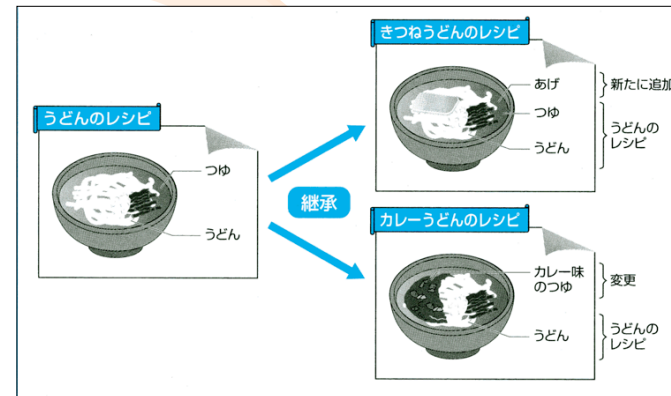 うどんのレシピ
つゆ
うどん
継承
きつねうどんのレシピ
あげ
つゆ
うどん
新たに追加
うどんの
レシピ
カレーうどんのレシピ
カレー味
のつゆ
うどん
変更
うどんの
レシピ